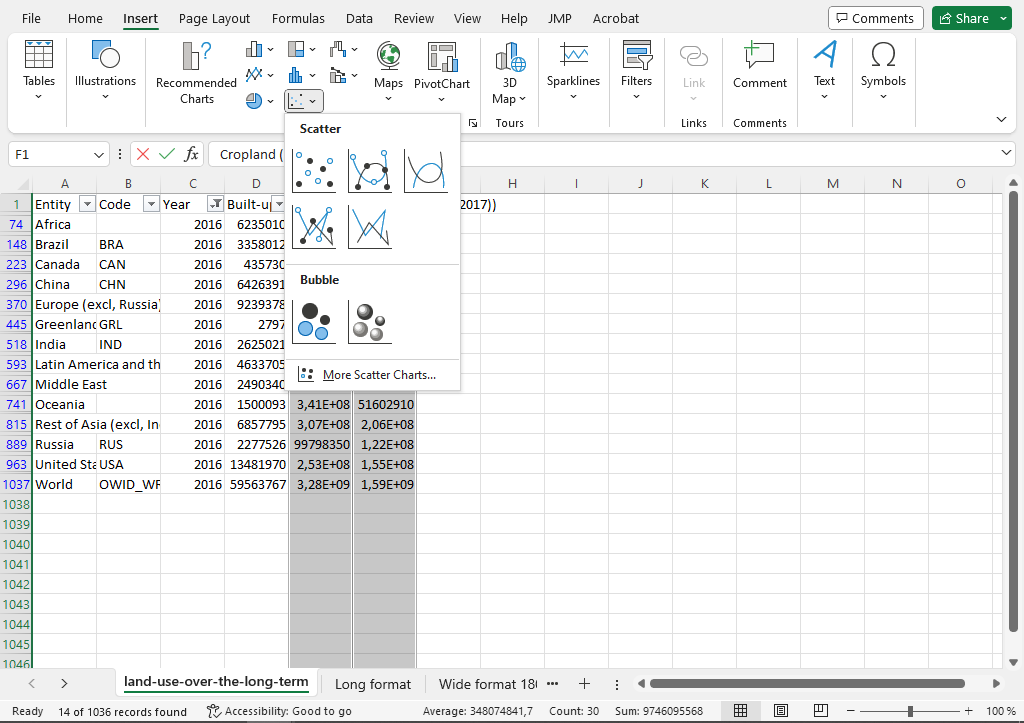 File Home Insert Page Layout Formulas Data Review View Help JMP Acrobat Comments Share
Tables Illustrations Recommended Charts Maps PivotChart 3D Map Sparklines Filters Link Comment Text Symbols
Tours Links Comments
Scatter
Bubble
More Scatter Charts...
F1 fx Cropland (
A B C D H I J K L M N O
1 Entity Code Year Built-up 2017))
74 Africa 2016 6235010
148 Brazil BRA 2016 3358012
223 Canada CAN 2016 435730
296 China CHN 2016 6426391
370 Europe (excl, Russia) 2016 9239378
445 Greenland GRL 2016 2797
518 India IND 2016 2625021
593 Latin America and th 2016 4633705
667 Middle East 2016 2490340
741 Oceania 2016 1500093 3,41E+08 51602910
815 Rest of Asia (excl, In 2016 6857795 3,07E+08 2,06E+08
889 Russia RUS 2016 2277526 99798350 1,22E+08
963 United Sta USA 2016 13481970 2,53E+08 1,55E+08
1037 World OWID_WR 2016 59563767 3,28E+09 1,59E+09
1038
1039
1040
1041
1042
1043
1044
1045
1046
land-use-over-the-long-term Long format Wide format 180 ...
Ready 14 of 1036 records found Accessibility: Good to go Average: 348074841,7 Count: 30 Sum: 9746095568 100 %